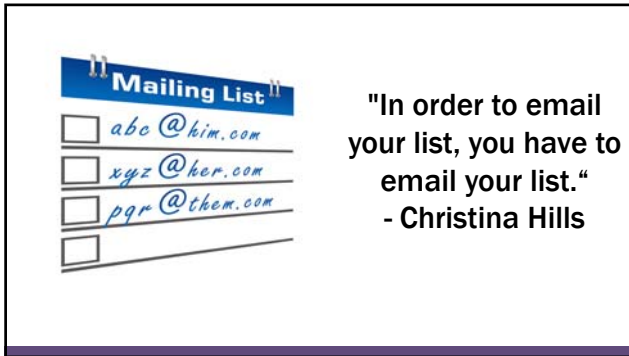 Mailing List
abc@him.com
xyz@her.com
pqr@them.com
"In order to email
your list, you have to
email your list.“
- Christina Hills